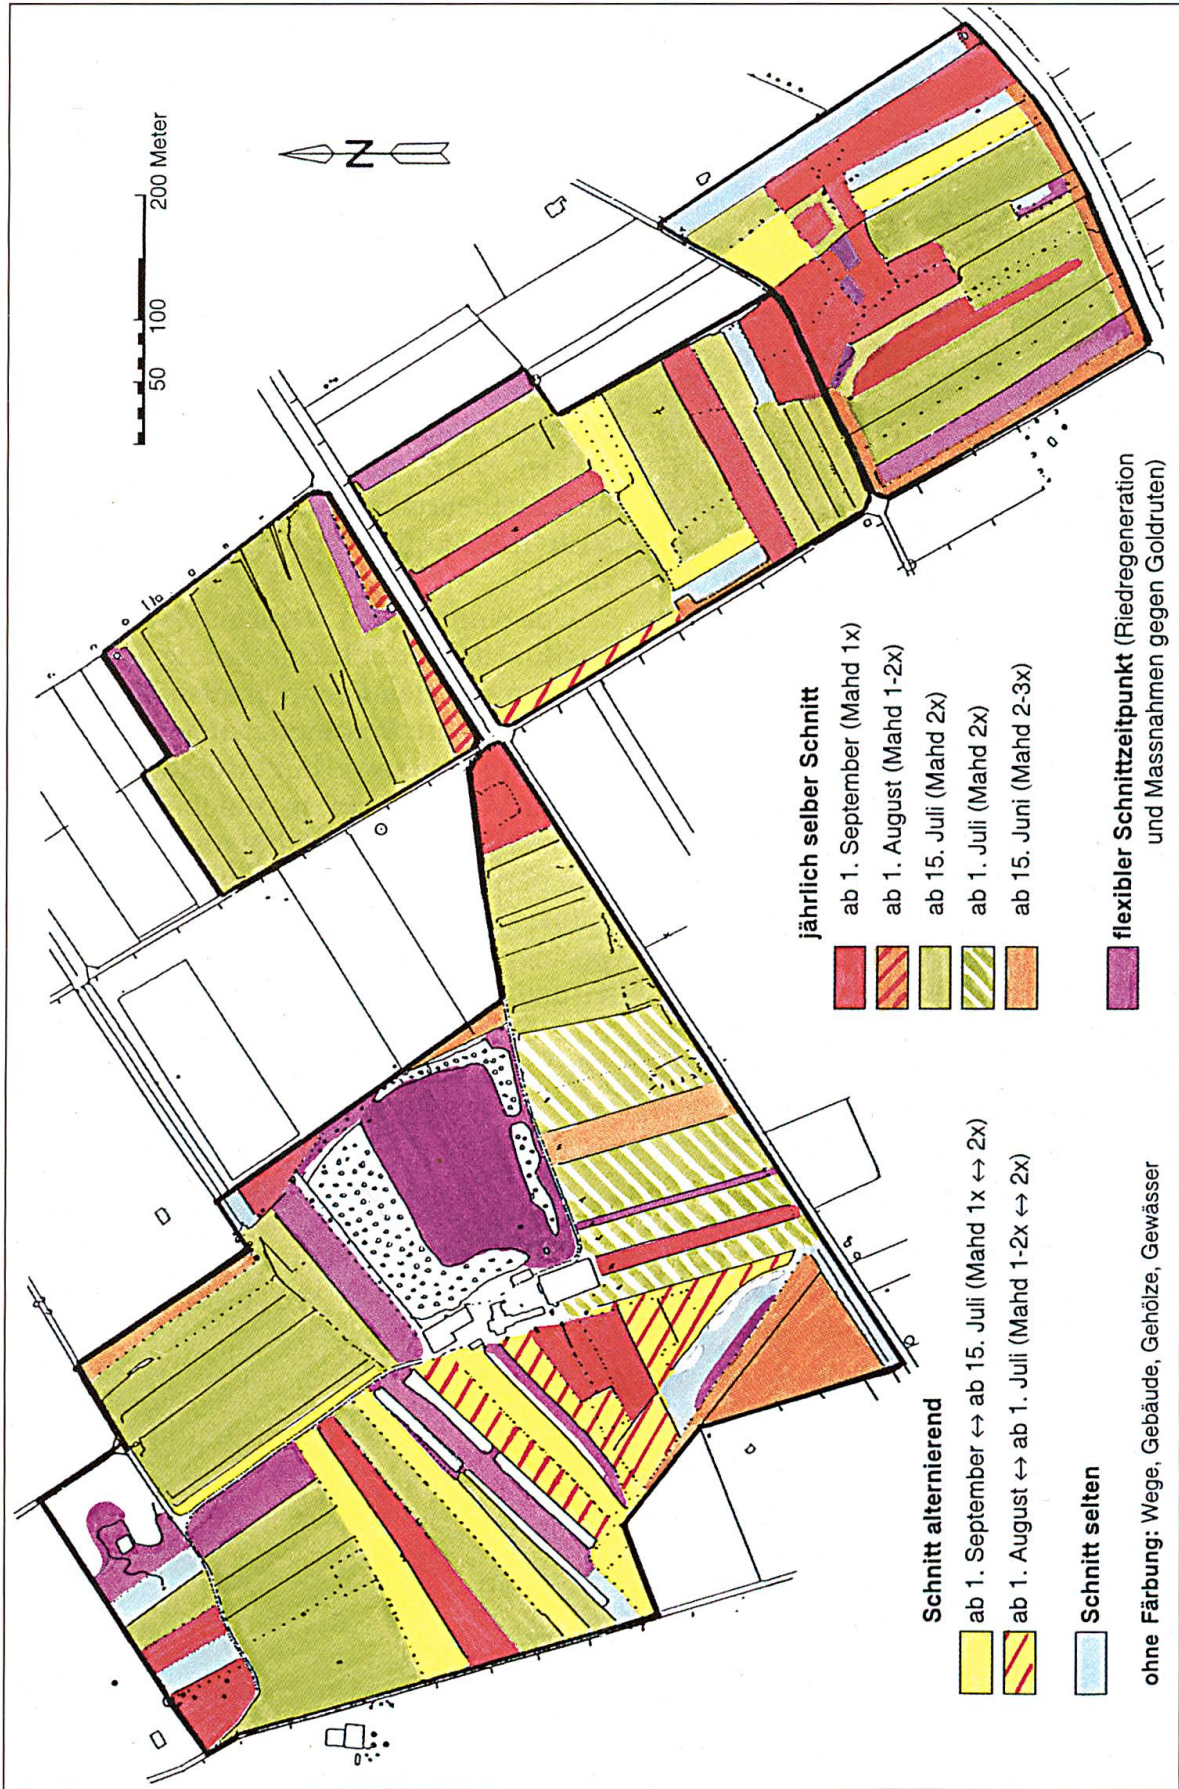 50
100
200 Meter
N
Schnitt alternierend
ab 1. September ↔ ab 15. Juli (Mahd 1x ↔ 2x)
ab 1. August ↔ ab 1. Juli (Mahd 1-2x ↔ 2x)
Schnitt selten
ohne Färbung: Wege, Gebäude, Gehölze, Gewässer
jährlich selber Schnitt
ab 1. September (Mahd 1x)
ab 1. August (Mahd 1-2x)
ab 15. Juli (Mahd 2x)
ab 1. Juli (Mahd 2x)
ab 15. Juni (Mahd 2-3x)
flexibler Schnittzeitpunkt (Riedregeneration
und Massnahmen gegen Goldruten)